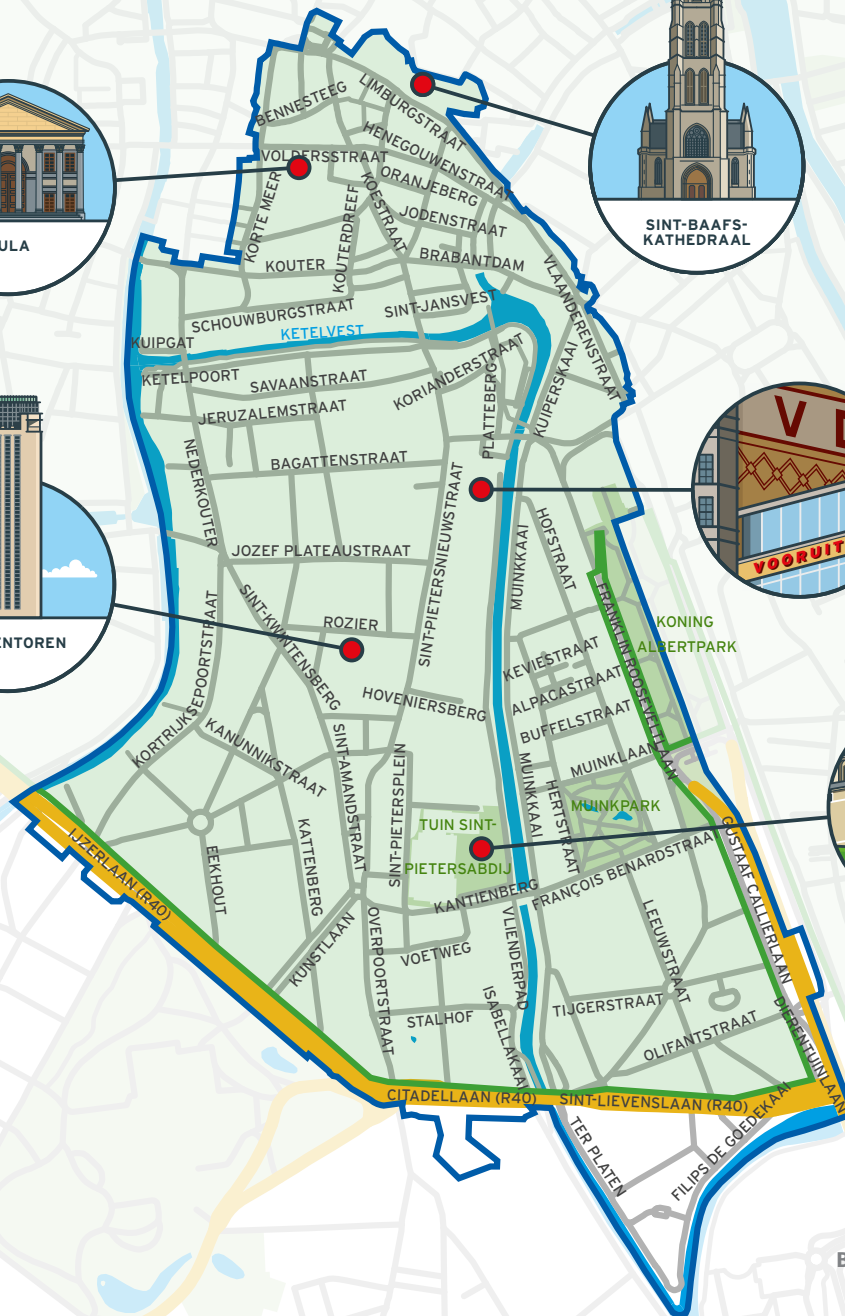 BENNESTEEG
LIMBURGSTRAAT
HENEGOUWENSTRAAT
VOLDERSSTRAAT
ORANJEBERG
KORTE MEER
KOESTRAAT
KOUTERDREEF
JODENSTRAAT
SINT-BAAFS-
KATHEDRAAL
ULA
KOUTER
BRABANTDAM
VLAANDERENSTRAAT
SCHOUWBURGSTRAAT
SINT-JANSVEST
KETELVEST
KUIPGAT
KETELPOORT
SAVAANSTRAAT
KORIANDERSTRAAT
PLATTEBERG
KUIPERSKAAI
JERUZALEMSTRAAT
NEDERKOUTER
BAGATTENSTRAAT
VOORUIT
SINT-PIETERSNIEUWSTRAAT
MUINKKAAI
HOFSTRAAT
JOZEF PLATEAUSTRAAT
SINT-KWINTENSBERG
ROZIER
FRANKLIN ROOSEVELTLAAN
KONING
ALBERTPARK
ENTOREN
KORTRIJKSEPOORTSTRAAT
KEVIESTRAAT
ALPACASTRAAT
BUFFELSTRAAT
HOVENIERSBERG
KANUNNIKSTRAAT
SINT-AMANDSTRAAT
SINT-PIETERSPLEIN
MUINKKAAI
MUINKLAAN
HERTSTRAAT
MUINKPARK
TUIN SINT-
PIETERSABDIJ
IJZERLAAN (R40)
EEKHOUT
KATTENBERG
KANTIENBERG
FRANÇOIS BENARDSTRAAT
GUSTAAF CALLIERLAAN
KUNSTLAAN
OVERPOORTSTRAAT
VOETWEG
VLIENDERPAD
LEEUWSTRAAT
STALHOF
ISABELLAKAAI
TIJGERSTRAAT
OLIFANTSTRAAT
DIERENTUINLAAN
CITADELLAAN (R40)
SINT-LIEVENSLAAN (R40)
TER PLATEN
FILIPS DE GOEDEKAAI